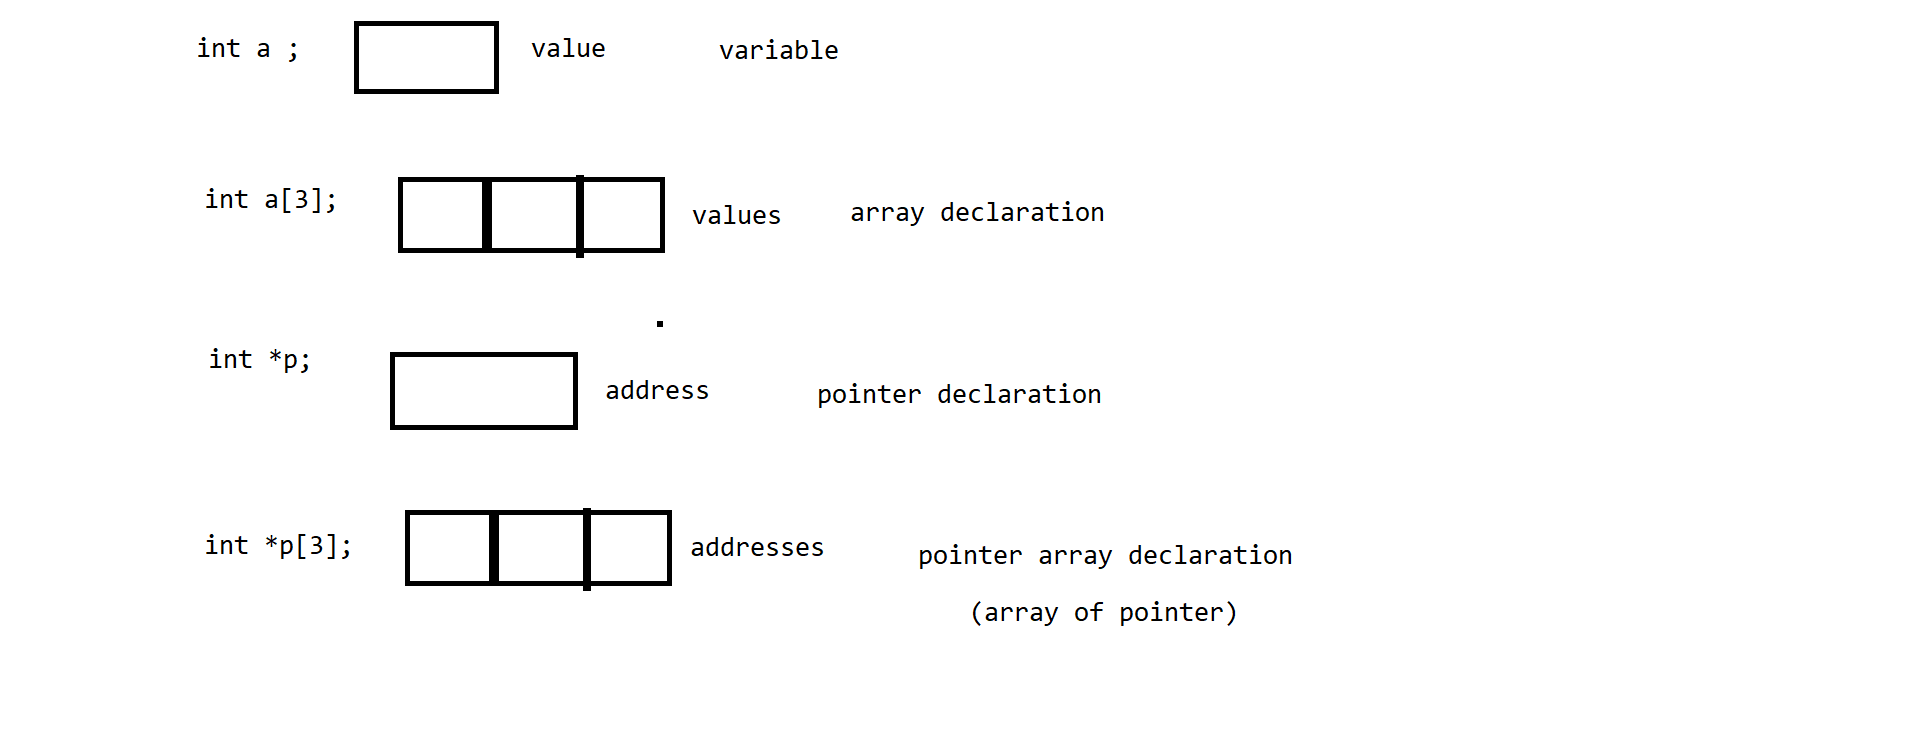 int a ; value variable
int a[3]; values array declaration
int *p; address pointer declaration
int *p[3]; addresses pointer array declaration
(array of pointer)